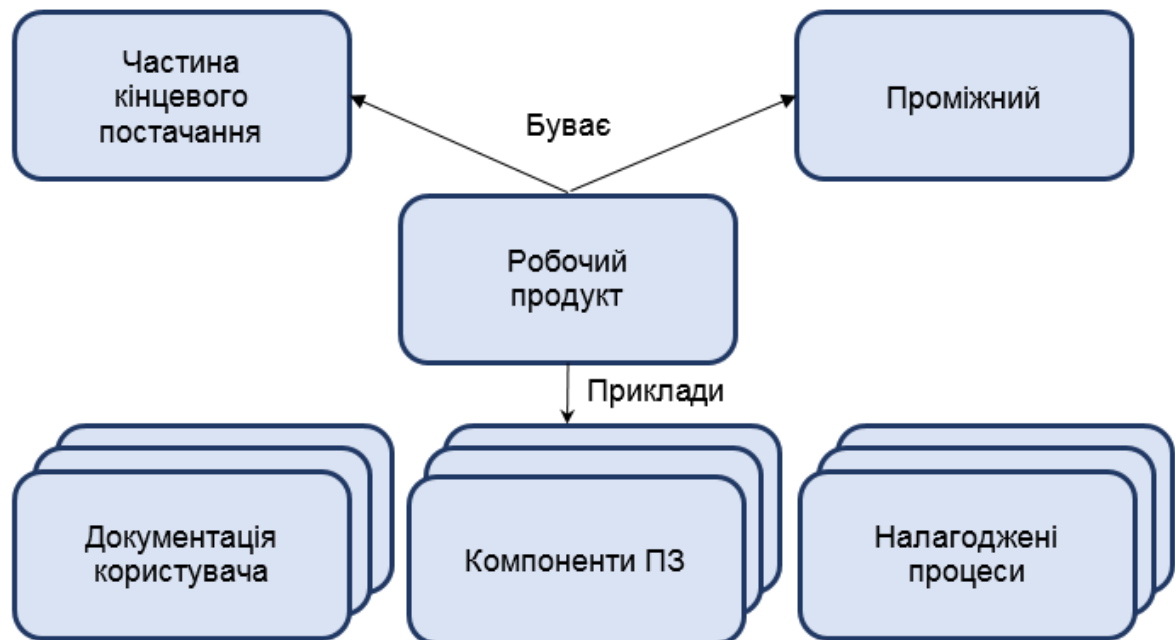 Частина
кінцевого
постачання
Буває
Проміжний
Робочий
продукт
Приклади
Документація
користувача
Компоненти ПЗ
Налагоджені
процеси